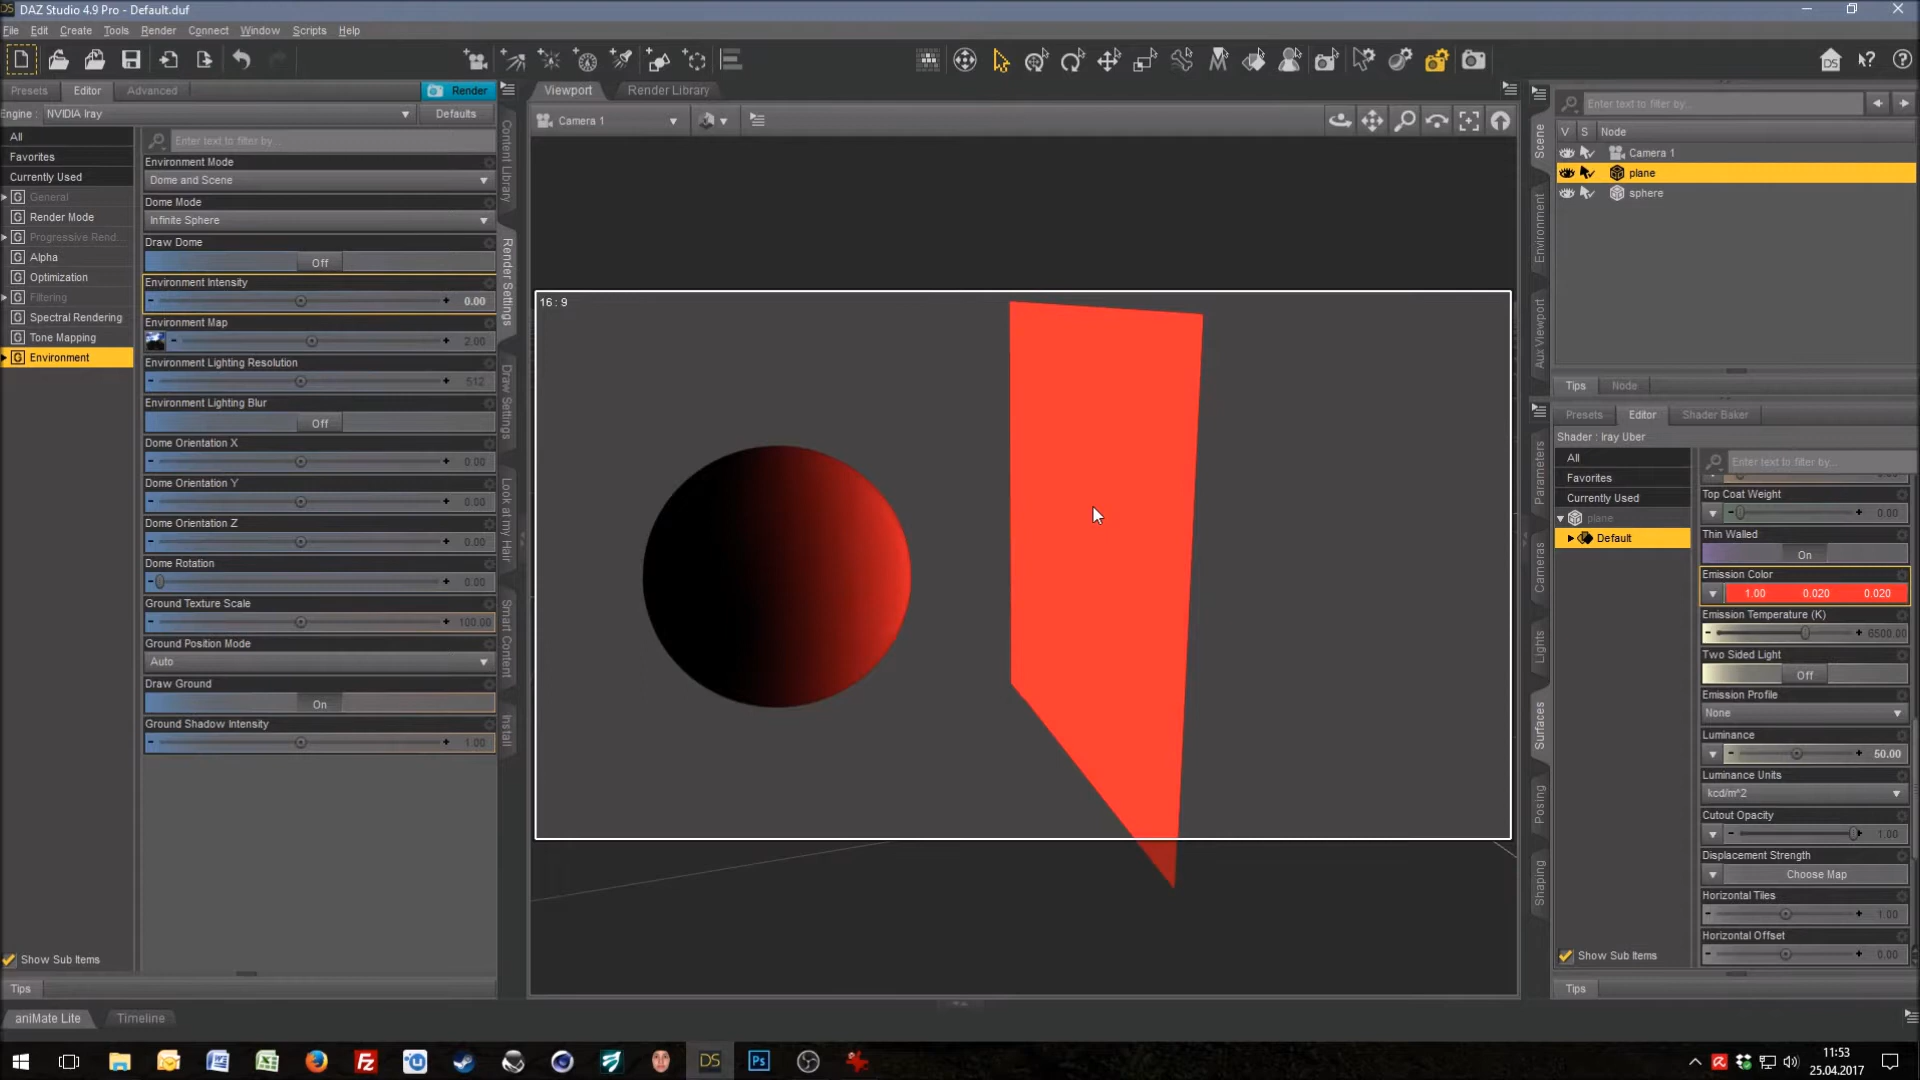 DAZ Studio 4.9 Pro - Default.duf
File Edit Create Tools Render Connect Window Scripts Help
Presets Editor Advanced Render
Engine : NVIDIA Iray Defaults
All
Favorites
Currently Used
General
Render Mode
Progressive Rend...
Alpha
Optimization
Filtering
Spectral Rendering
Tone Mapping
Environment
Show Sub Items
Tips
Enter text to filter by...
Environment Mode
Dome and Scene
Dome Mode
Infinite Sphere
Draw Dome
Off
Environment Intensity
0.00
Environment Map
2.00
Environment Lighting Resolution
512
Environment Lighting Blur
Off
Dome Orientation X
0.00
Dome Orientation Y
0.00
Dome Orientation Z
0.00
Dome Rotation
0.00
Ground Texture Scale
100.00
Ground Position Mode
Auto
Draw Ground
On
Ground Shadow Intensity
1.00
Content Library
Render Settings
Draw Settings
Look at my Hair
Smart Content
Install
Viewport Render Library
Camera 1
16 : 9
Scene
Environment
Aux Viewport
Enter text to filter by...
V S Node
Camera 1
plane
sphere
Tips Node
Presets Editor Shader Baker
Shader : Iray Uber
Parameters
Cameras
Lights
Surfaces
Posing
Shaping
All
Favorites
Currently Used
plane
Default
Show Sub Items
Tips
Enter text to filter by...
Top Coat Weight
0.00
Thin Walled
On
Emission Color
1.00 0.020 0.020
Emission Temperature (K)
6500.00
Two Sided Light
Off
Emission Profile
None
Luminance
50.00
Luminance Units
kcd/m^2
Cutout Opacity
1.00
Displacement Strength
Choose Map
Horizontal Tiles
1.00
Horizontal Offset
0.00
aniMate Lite Timeline
11:53
25.04.2017